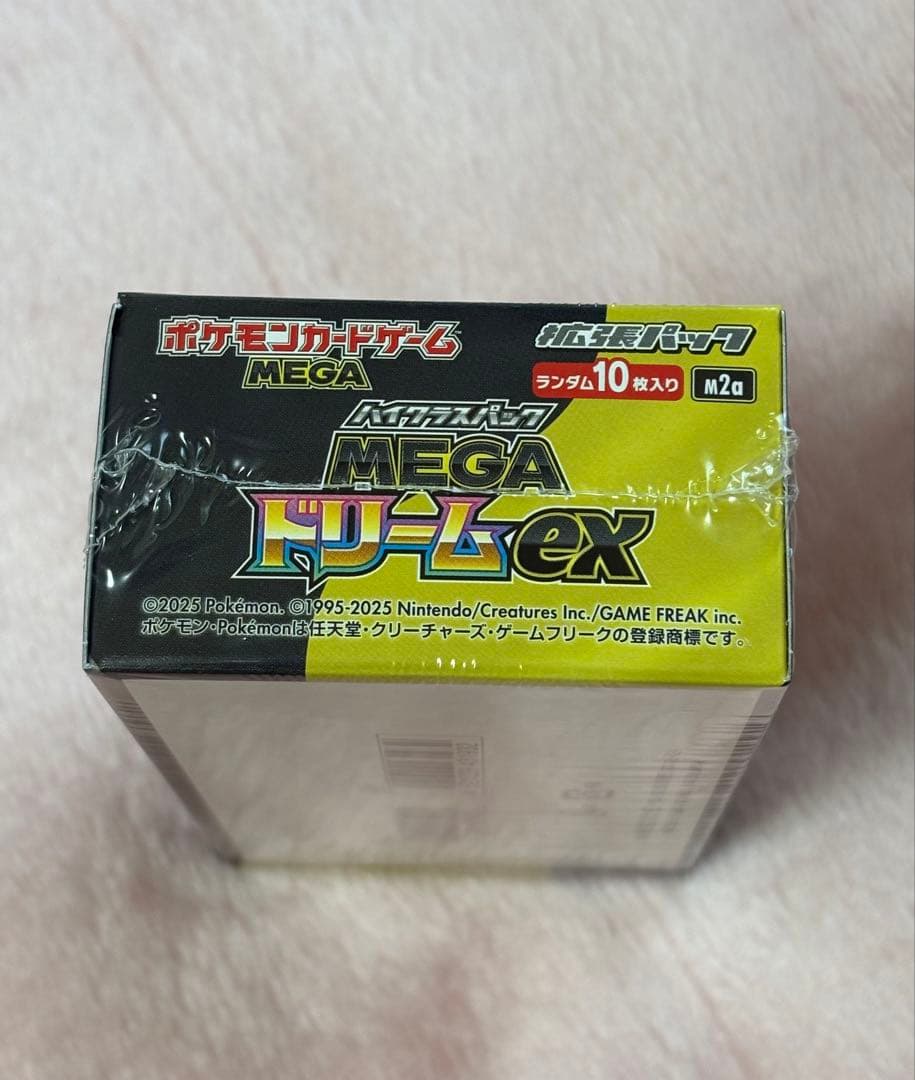 ポケモンカードゲーム
MEGA
拡張パック
ランダム10枚入り
M2a
ハイクラスパック
MEGA
ドリームex
©2025 Pokémon. ©1995-2025 Nintendo/Creatures Inc./GAME FREAK inc.
ポケモン・Pokémonは任天堂・クリーチャーズ・ゲームフリークの登録商標です。